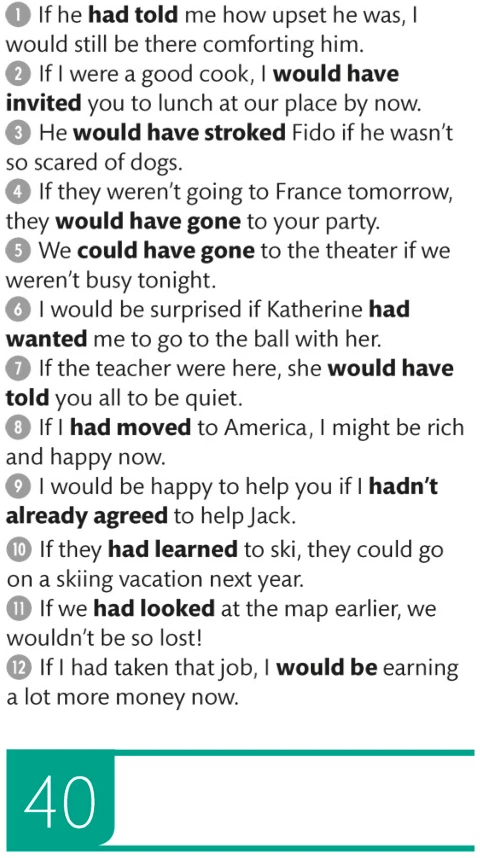 1 If he had told me how upset he was, I
would still be there comforting him.
2 If I were a good cook, I would have
invited you to lunch at our place by now.
3 He would have stroked Fido if he wasn't
so scared of dogs.
4 If they weren't going to France tomorrow,
they would have gone to your party.
5 We could have gone to the theater if we
weren't busy tonight.
6 I would be surprised if Katherine had
wanted me to go to the ball with her.
7 If the teacher were here, she would have
told you all to be quiet.
8 If I had moved to America, I might be rich
and happy now.
9 I would be happy to help you if I hadn't
already agreed to help Jack.
10 If they had learned to ski, they could go
on a skiing vacation next year.
11 If we had looked at the map earlier, we
wouldn't be so lost!
12 If I had taken that job, I would be earning
a lot more money now.
40